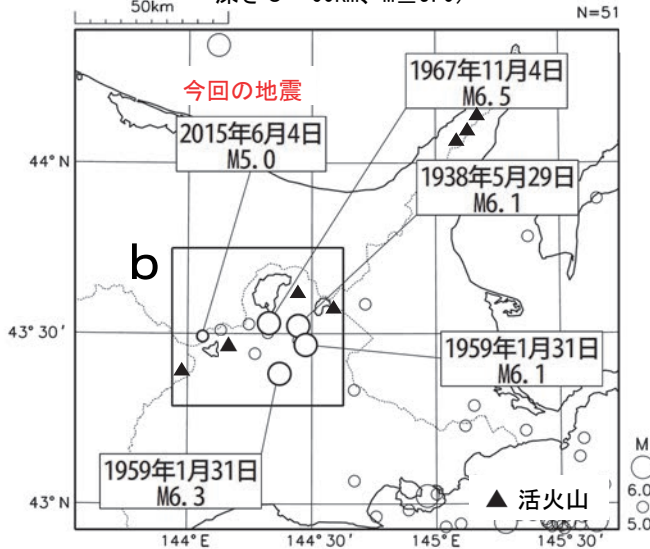 50km
N=51
今回の地震
1967年11月4日
M6.5
2015年6月4日
M5.0
44°N
1938年5月29日
M6.1
b
43°30′
1959年1月31日
M6.1
1959年1月31日
M6.3
M
6.0
5.0
▲ 活火山
43°N
144°E
144°30′
145°E
145°30′